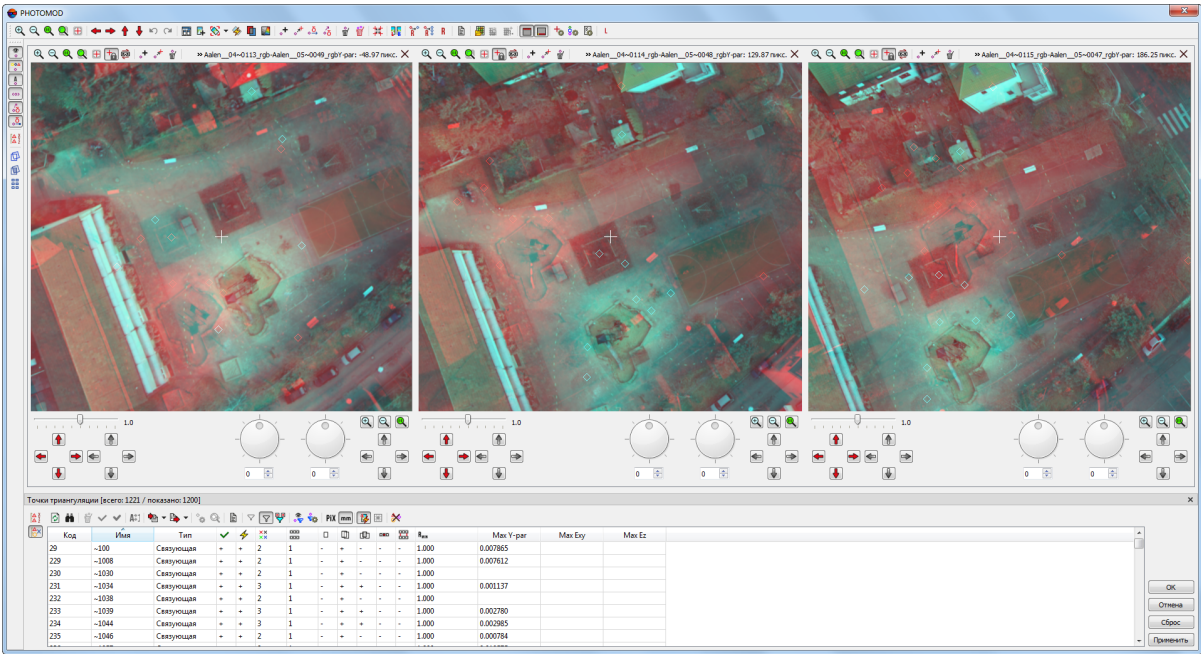 PHOTOMOD
R L
>> Aalen__04~0113_rgb-Aalen__05~0049_rgbY-par: -48.97 пикс.
>> Aalen__04~0114_rgb-Aalen__05~0048_rgbY-par: 129.87 пикс.
>> Aalen__04~0115_rgb-Aalen__05~0047_rgbY-par: 186.25 пикс.
1.0
0 0
1.0
0 0
1.0
0 0
Точки триангуляции [всего: 1221 / показано: 1200]
PIX mm
Код Имя Тип Max Y-par Max Exy Max Ez
29 ~100 Связующая + + 2 1 - + - - - 1.000 0.007865
229 ~1008 Связующая + + 2 1 - + - - - 1.000 0.007612
230 ~1030 Связующая + + 2 1 - + - - - 1.000
231 ~1034 Связующая + + 3 1 - + + - - 1.000 0.001137
232 ~1038 Связующая + + 2 1 - + - - - 1.000
233 ~1039 Связующая + + 3 1 - + + - - 1.000 0.002780
234 ~1044 Связующая + + 3 1 - + + - - 1.000 0.002985
235 ~1046 Связующая + + 2 1 - + - - - 1.000 0.000784
OK
Отмена
Сброс
Применить